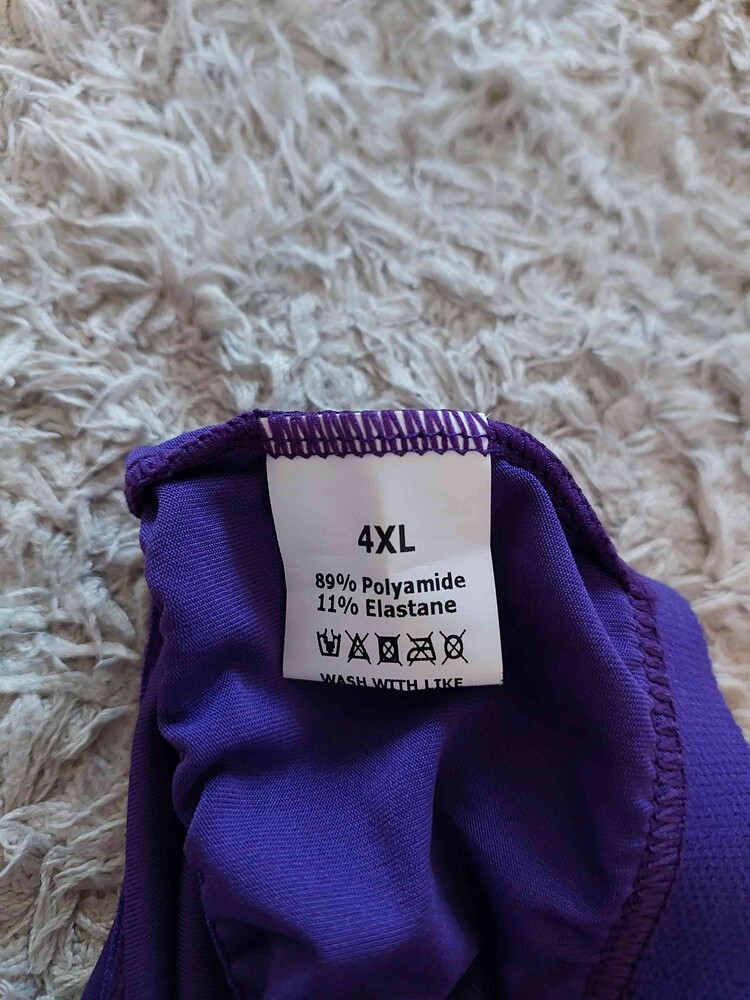 4XL
89% Polyamide
11% Elastane
WASH WITH LIKE